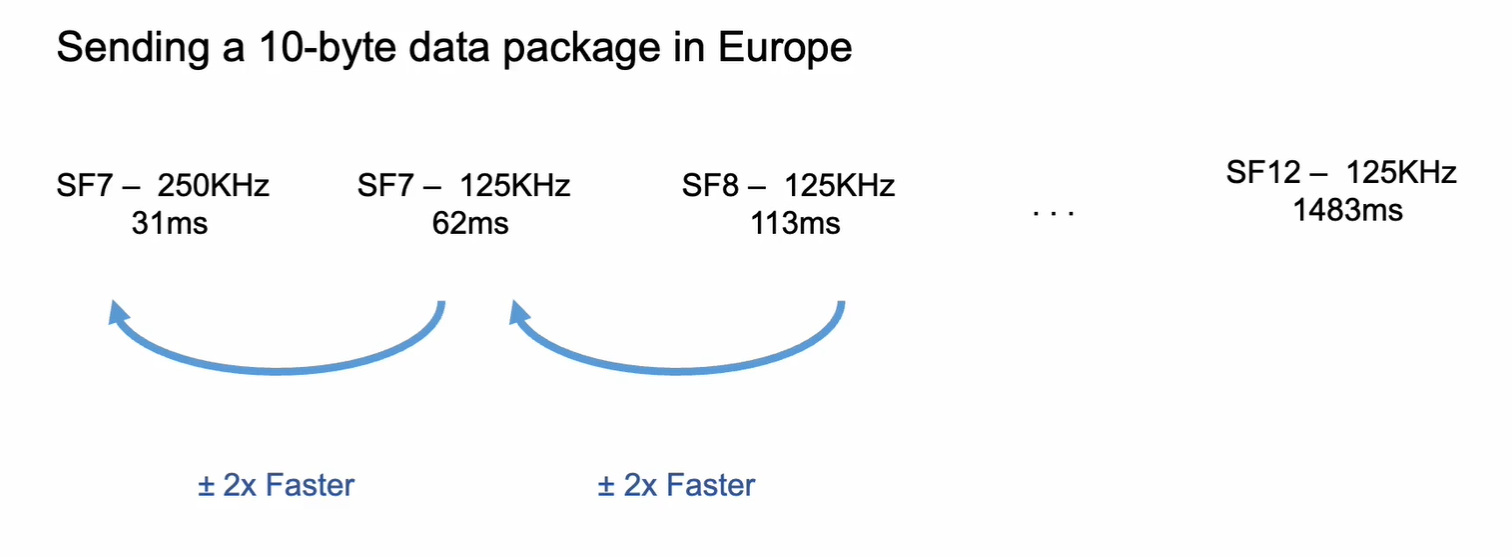 Sending a 10-byte data package in Europe
SF7 – 250KHz
31ms
SF7 – 125KHz
62ms
SF8 – 125KHz
113ms
. . .
SF12 – 125KHz
1483ms
± 2x Faster
± 2x Faster